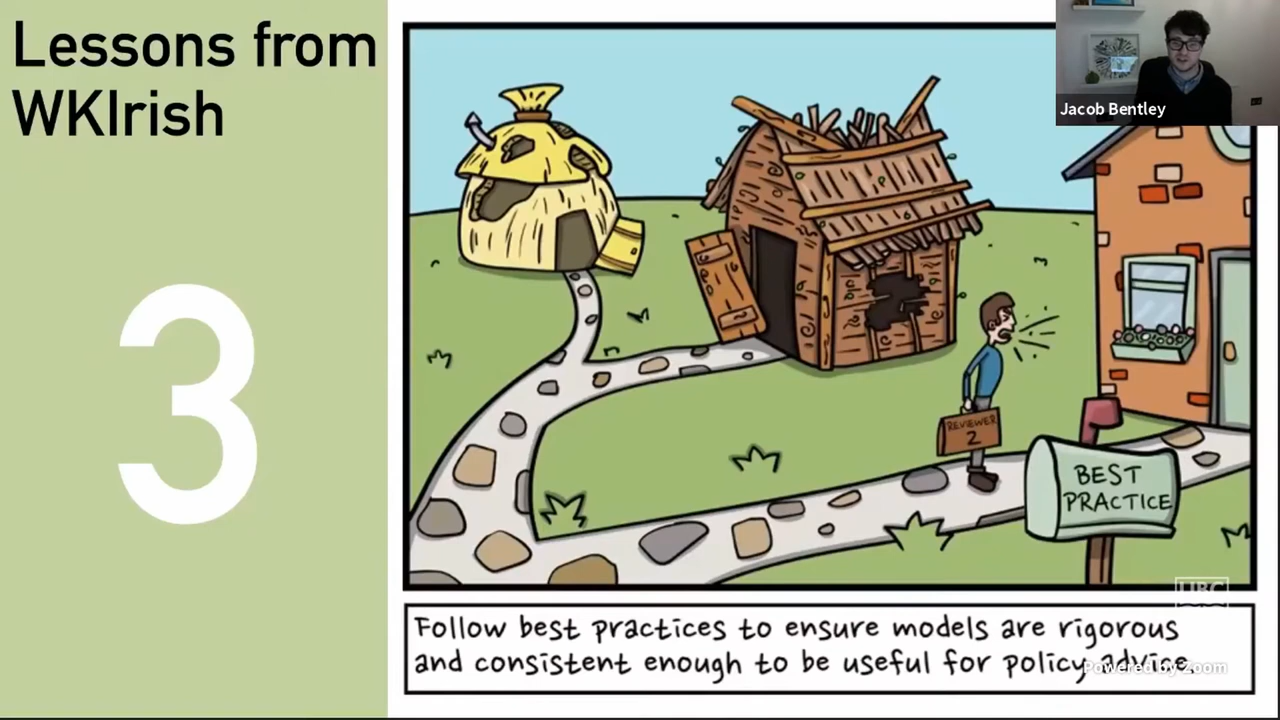 Lessons from
WKIrish
3
Jacob Bentley
REVIEWER
2
BEST
PRACTICE
UBC
Follow best practices to ensure models are rigorous
and consistent enough to be useful for policy advice.
Powered by Zoom